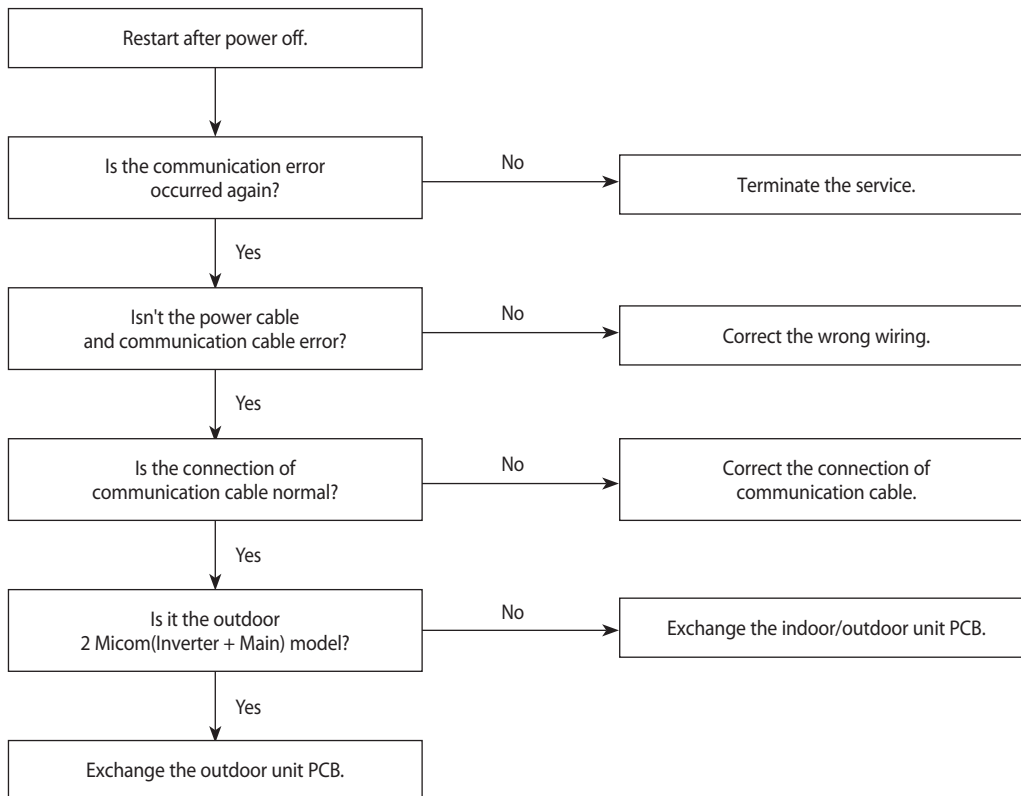 Restart after power off.
Is the communication error
occurred again?
No
Terminate the service.
Yes
Isn't the power cable
and communication cable error?
No
Correct the wrong wiring.
Yes
Is the connection of
communication cable normal?
No
Correct the connection of
communication cable.
Yes
Is it the outdoor
2 Micom(Inverter + Main) model?
No
Exchange the indoor/outdoor unit PCB.
Yes
Exchange the outdoor unit PCB.